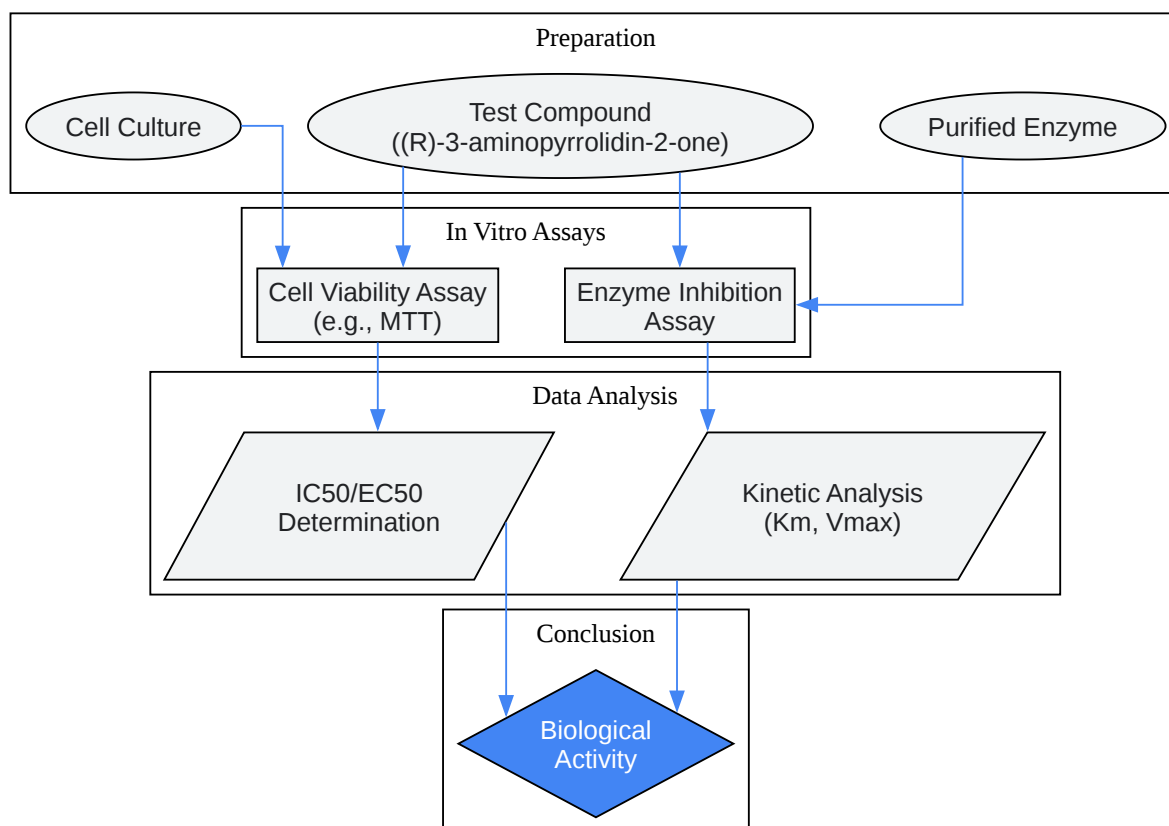 Preparation
Cell Culture
Test Compound
((R)-3-aminopyrrolidin-2-one)
Purified Enzyme
In Vitro Assays
Cell Viability Assay
(e.g., MTT)
Enzyme Inhibition
Assay
Data Analysis
IC50/EC50
Determination
Kinetic Analysis
(Km, Vmax)
Conclusion
Biological
Activity